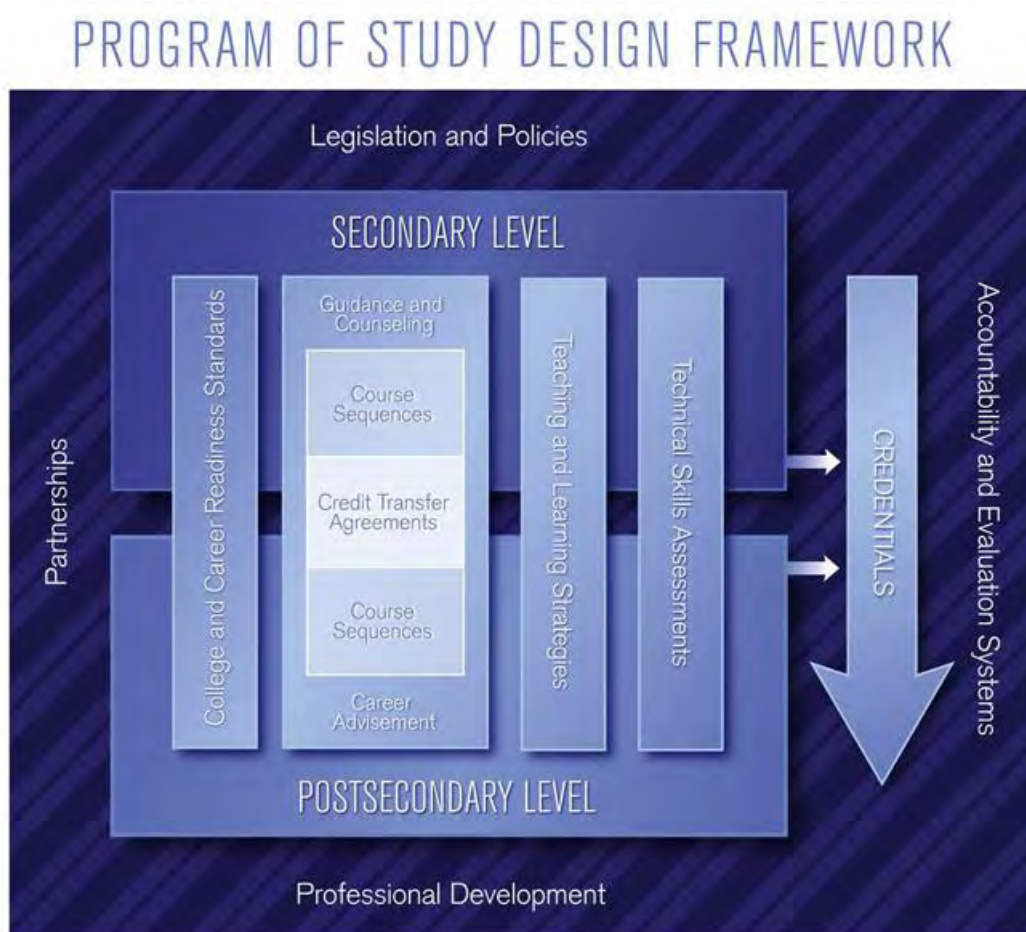 PROGRAM OF STUDY DESIGN FRAMEWORK
Legislation and Policies
SECONDARY LEVEL
Partnerships
College and Career Readiness Standards
Guidance and
Counseling
Course
Sequences
Credit Transfer
Agreements
Course
Sequences
Career
Advisement
Teaching and Learning Strategies
Technical Skills Assessments
CREDENTIALS
Accountability and Evaluation Systems
POSTSECONDARY LEVEL
Professional Development